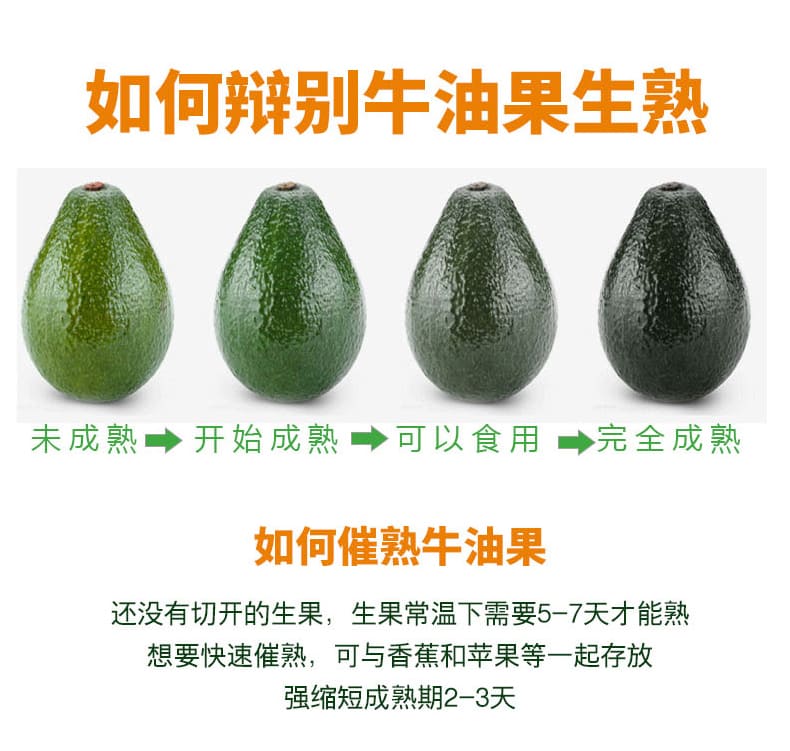 如何辩别牛油果生熟
未成熟 开始成熟 可以食用 完全成熟
如何催熟牛油果
还没有切开的生果，生果常温下需要5-7天才能熟
想要快速催熟，可与香蕉和苹果等一起存放
强缩短成熟期2-3天